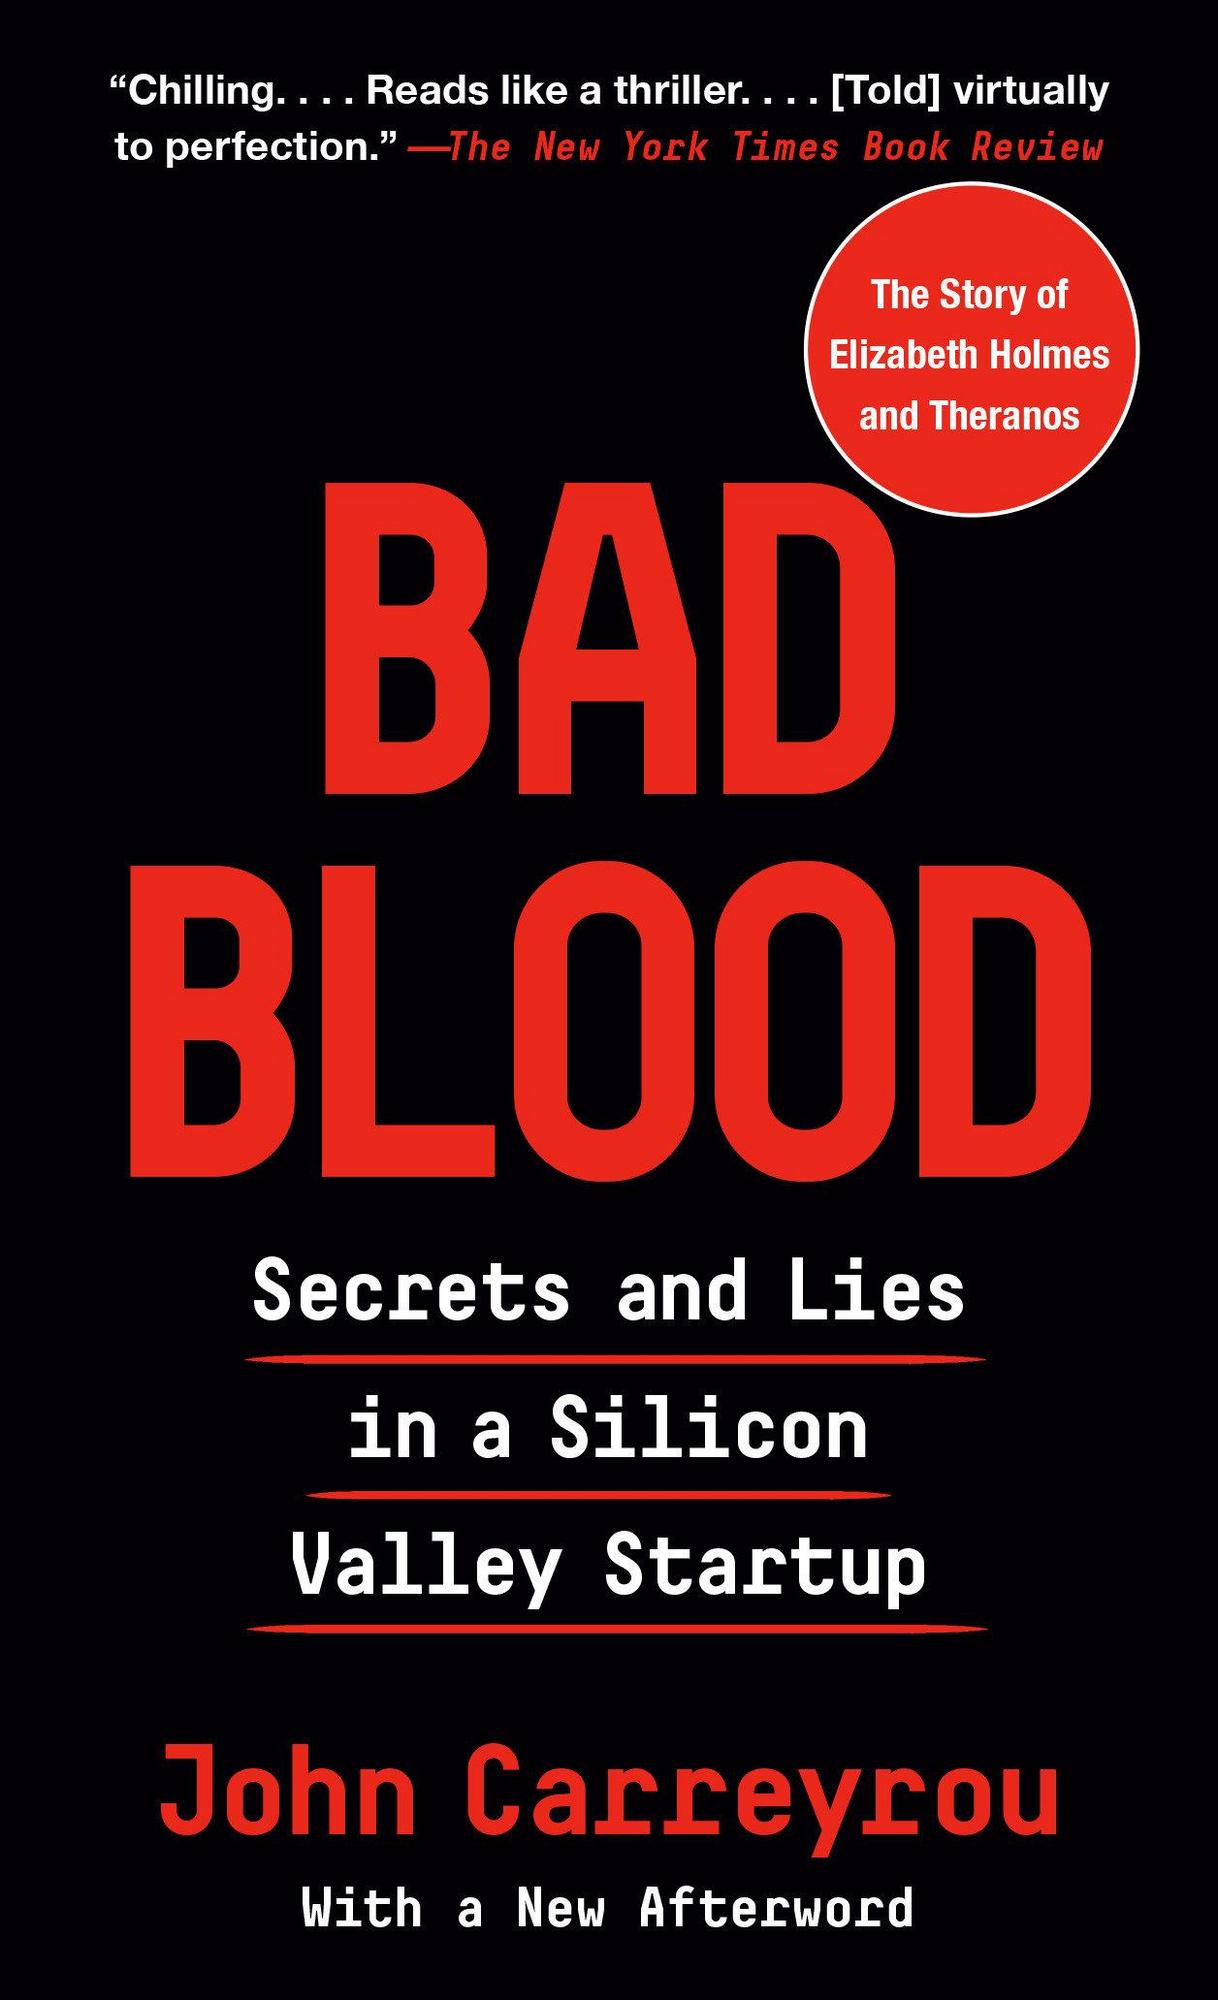 “Chilling. . . . Reads like a thriller. . . . [Told] virtually
to perfection.” —The New York Times Book Review
The Story of
Elizabeth Holmes
and Theranos
BAD
BLOOD
Secrets and Lies
in a Silicon
Valley Startup
John Carreyrou
With a New Afterword